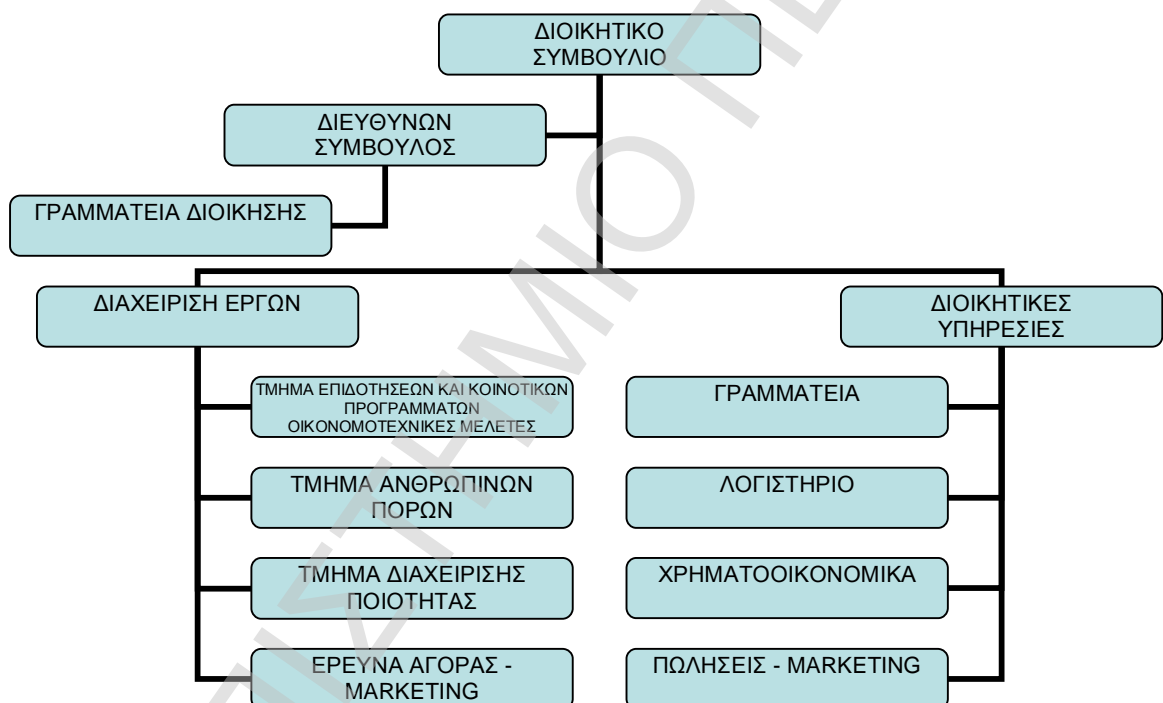 ΔΙΟΙΚΗΤΙΚΟ
ΣΥΜΒΟΥΛΙΟ
ΔΙΕΥΘΥΝΩΝ
ΣΥΜΒΟΥΛΟΣ
ΓΡΑΜΜΑΤΕΙΑ ΔΙΟΙΚΗΣΗΣ
ΔΙΑΧΕΙΡΙΣΗ ΕΡΓΩΝ
ΤΜΗΜΑ ΕΠΙΔΟΤΗΣΕΩΝ ΚΑΙ ΚΟΙΝΟΤΙΚΩΝ
ΠΡΟΓΡΑΜΜΑΤΩΝ
ΟΙΚΟΝΟΜΟΤΕΧΝΙΚΕΣ ΜΕΛΕΤΕΣ
ΤΜΗΜΑ ΑΝΘΡΩΠΙΝΩΝ
ΠΟΡΩΝ
ΤΜΗΜΑ ΔΙΑΧΕΙΡΙΣΗΣ
ΠΟΙΟΤΗΤΑΣ
ΕΡΕΥΝΑ ΑΓΟΡΑΣ -
MARKETING
ΔΙΟΙΚΗΤΙΚΕΣ
ΥΠΗΡΕΣΙΕΣ
ΓΡΑΜΜΑΤΕΙΑ
ΛΟΓΙΣΤΗΡΙΟ
ΧΡΗΜΑΤΟΟΙΚΟΝΟΜΙΚΑ
ΠΩΛΗΣΕΙΣ - MARKETING